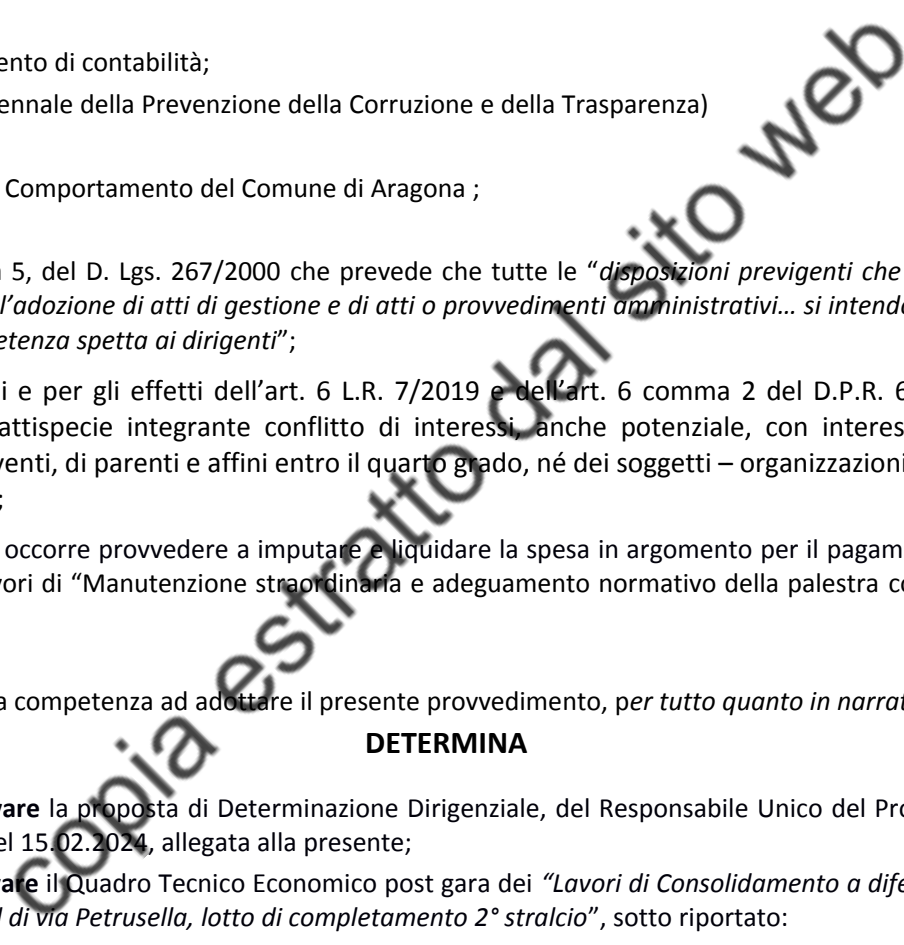 ento di contabilità;
ennale della Prevenzione della Corruzione e della Trasparenza)
Comportamento del Comune di Aragona ;
5, del D. Lgs. 267/2000 che prevede che tutte le “disposizioni previgenti che
l’adozione di atti di gestione e di atti o provvedimenti amministrativi… si intend
etenza spetta ai dirigenti”;
i e per gli effetti dell’art. 6 L.R. 7/2019 e dell’art. 6 comma 2 del D.P.R. 6
attispecie integrante conflitto di interessi, anche potenziale, con interes
venti, di parenti e affini entro il quarto grado, né dei soggetti – organizzazioni
;
occorre provvedere a imputare e liquidare la spesa in argomento per il pagam
vori di “Manutenzione straordinaria e adeguamento normativo della palestra co
a competenza ad adottare il presente provvedimento, per tutto quanto in narrat
DETERMINA
vare la proposta di Determinazione Dirigenziale, del Responsabile Unico del Pro
el 15.02.2024, allegata alla presente;
are il Quadro Tecnico Economico post gara dei “Lavori di Consolidamento a dife
di via Petrusella, lotto di completamento 2° stralcio”, sotto riportato:
copia estratto dal sito web